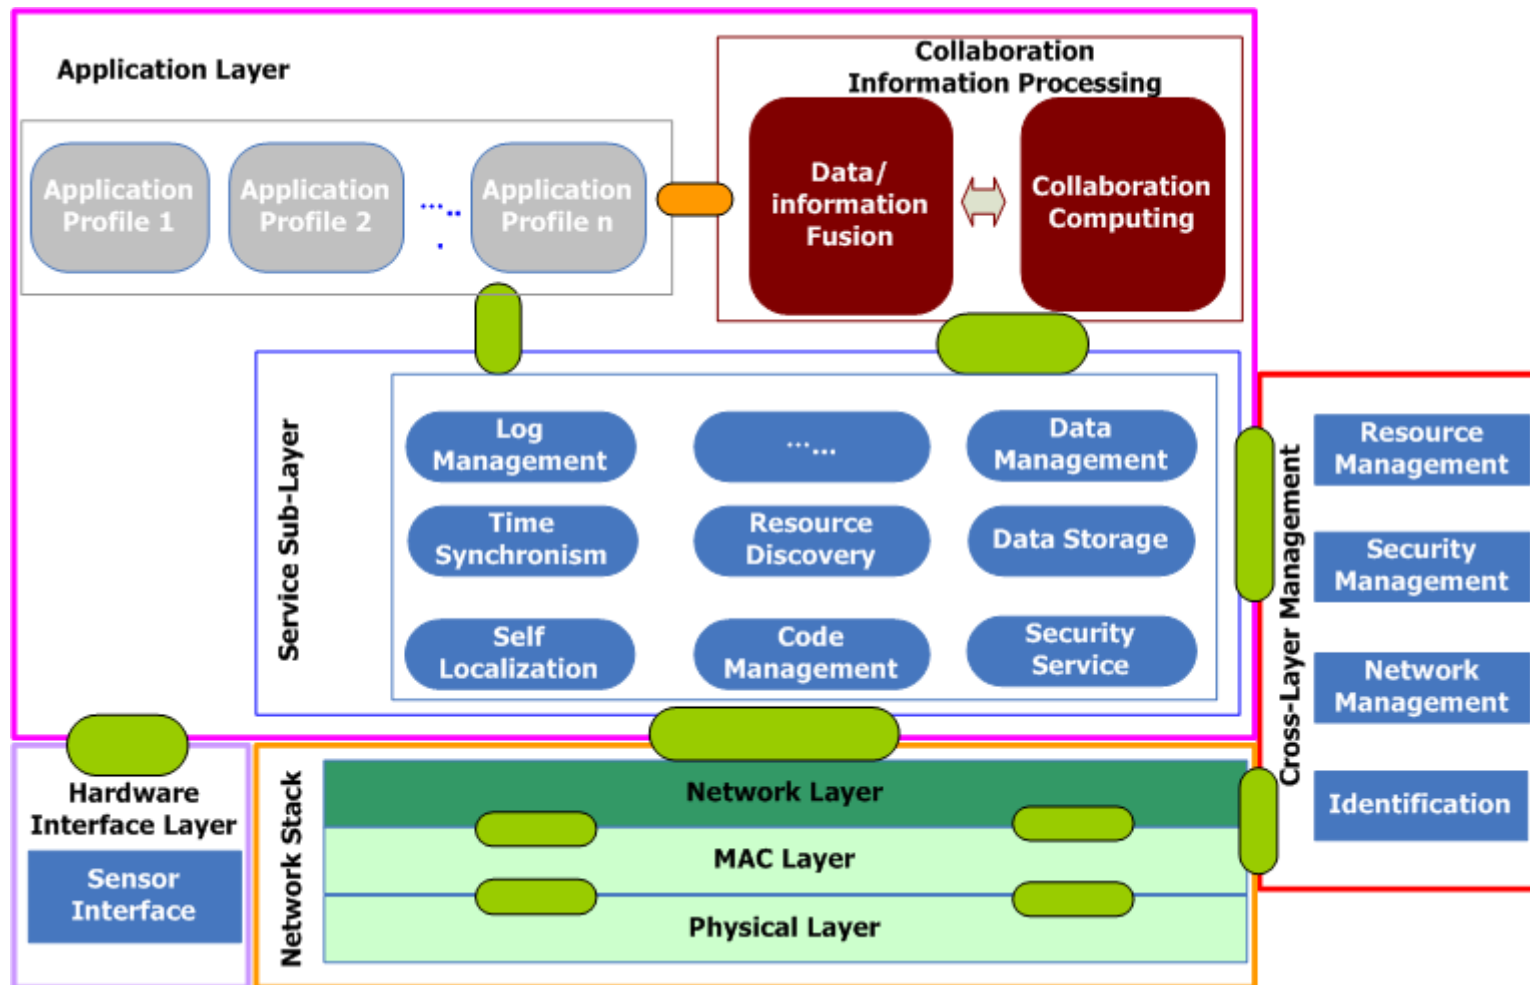 Application Layer
Collaboration
Information Processing
Application
Profile 1
Application
Profile 2
.....
.
Application
Profile n
Data/
information
Fusion
Collaboration
Computing
Service Sub-Layer
Log
Management
......
Data
Management
Time
Synchronism
Resource
Discovery
Data Storage
Self
Localization
Code
Management
Security
Service
Cross-Layer Management
Resource
Management
Security
Management
Network
Management
Identification
Hardware
Interface Layer
Sensor
Interface
Network Stack
Network Layer
MAC Layer
Physical Layer